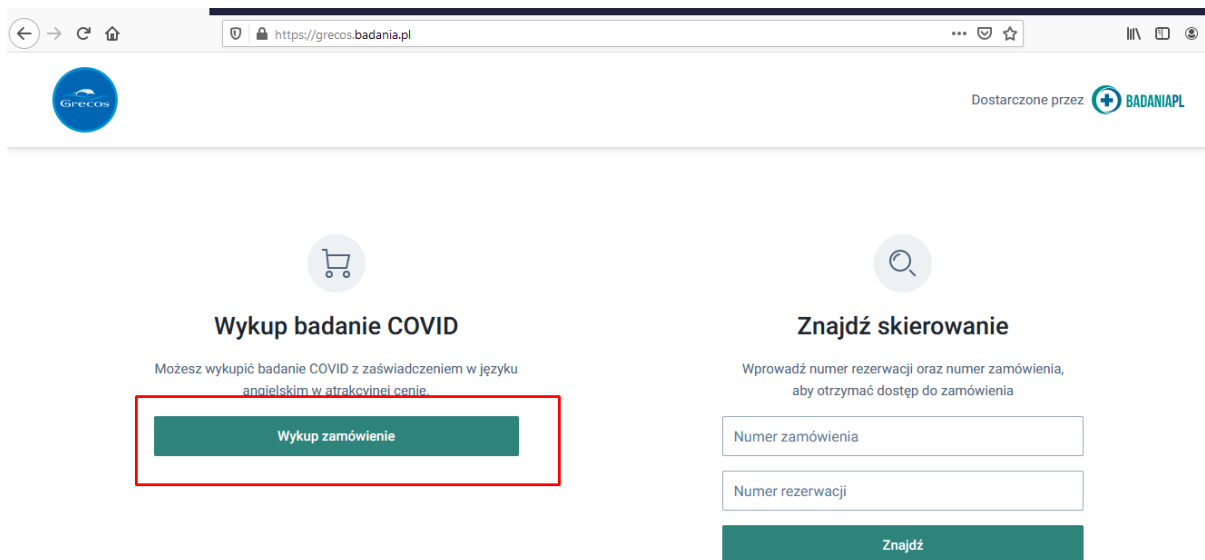 https://grecos.badania.pl
Grecos
Dostarczone przez BADANIAPL
Wykup badanie COVID
Możesz wykupić badanie COVID z zaświadczeniem w języku
angielskim w atrakcyjnej cenie.
Wykup zamówienie
Znajdź skierowanie
Wprowadź numer rezerwacji oraz numer zamówienia,
aby otrzymać dostęp do zamówienia
Numer zamówienia
Numer rezerwacji
Znajdź